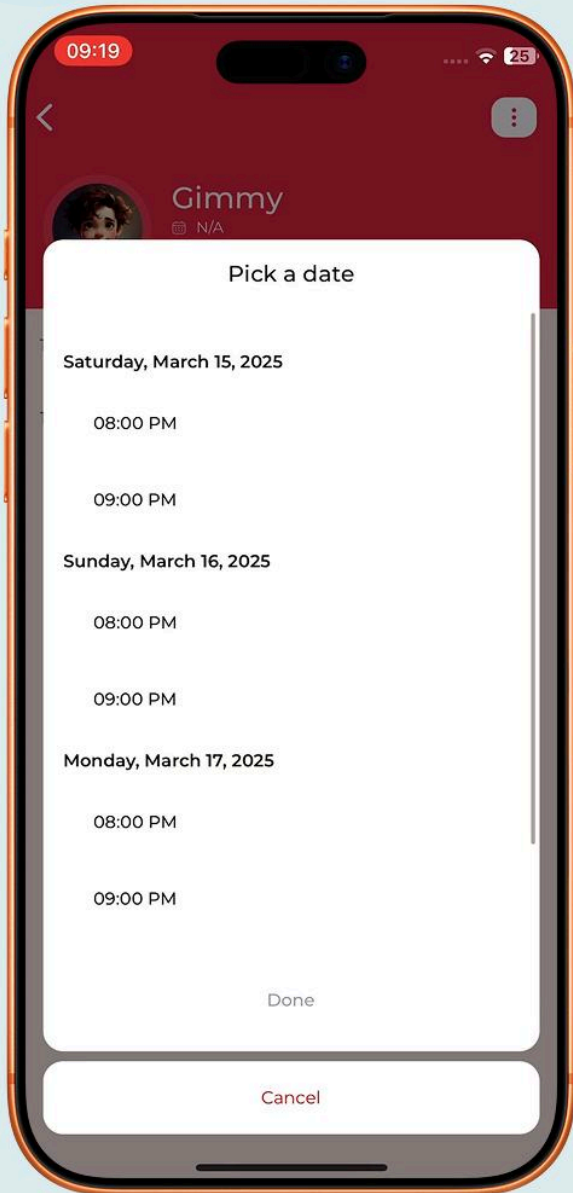 09:19
25
Gimmy
N/A
Pick a date
Saturday, March 15, 2025
08:00 PM
09:00 PM
Sunday, March 16, 2025
08:00 PM
09:00 PM
Monday, March 17, 2025
08:00 PM
09:00 PM
Done
Cancel